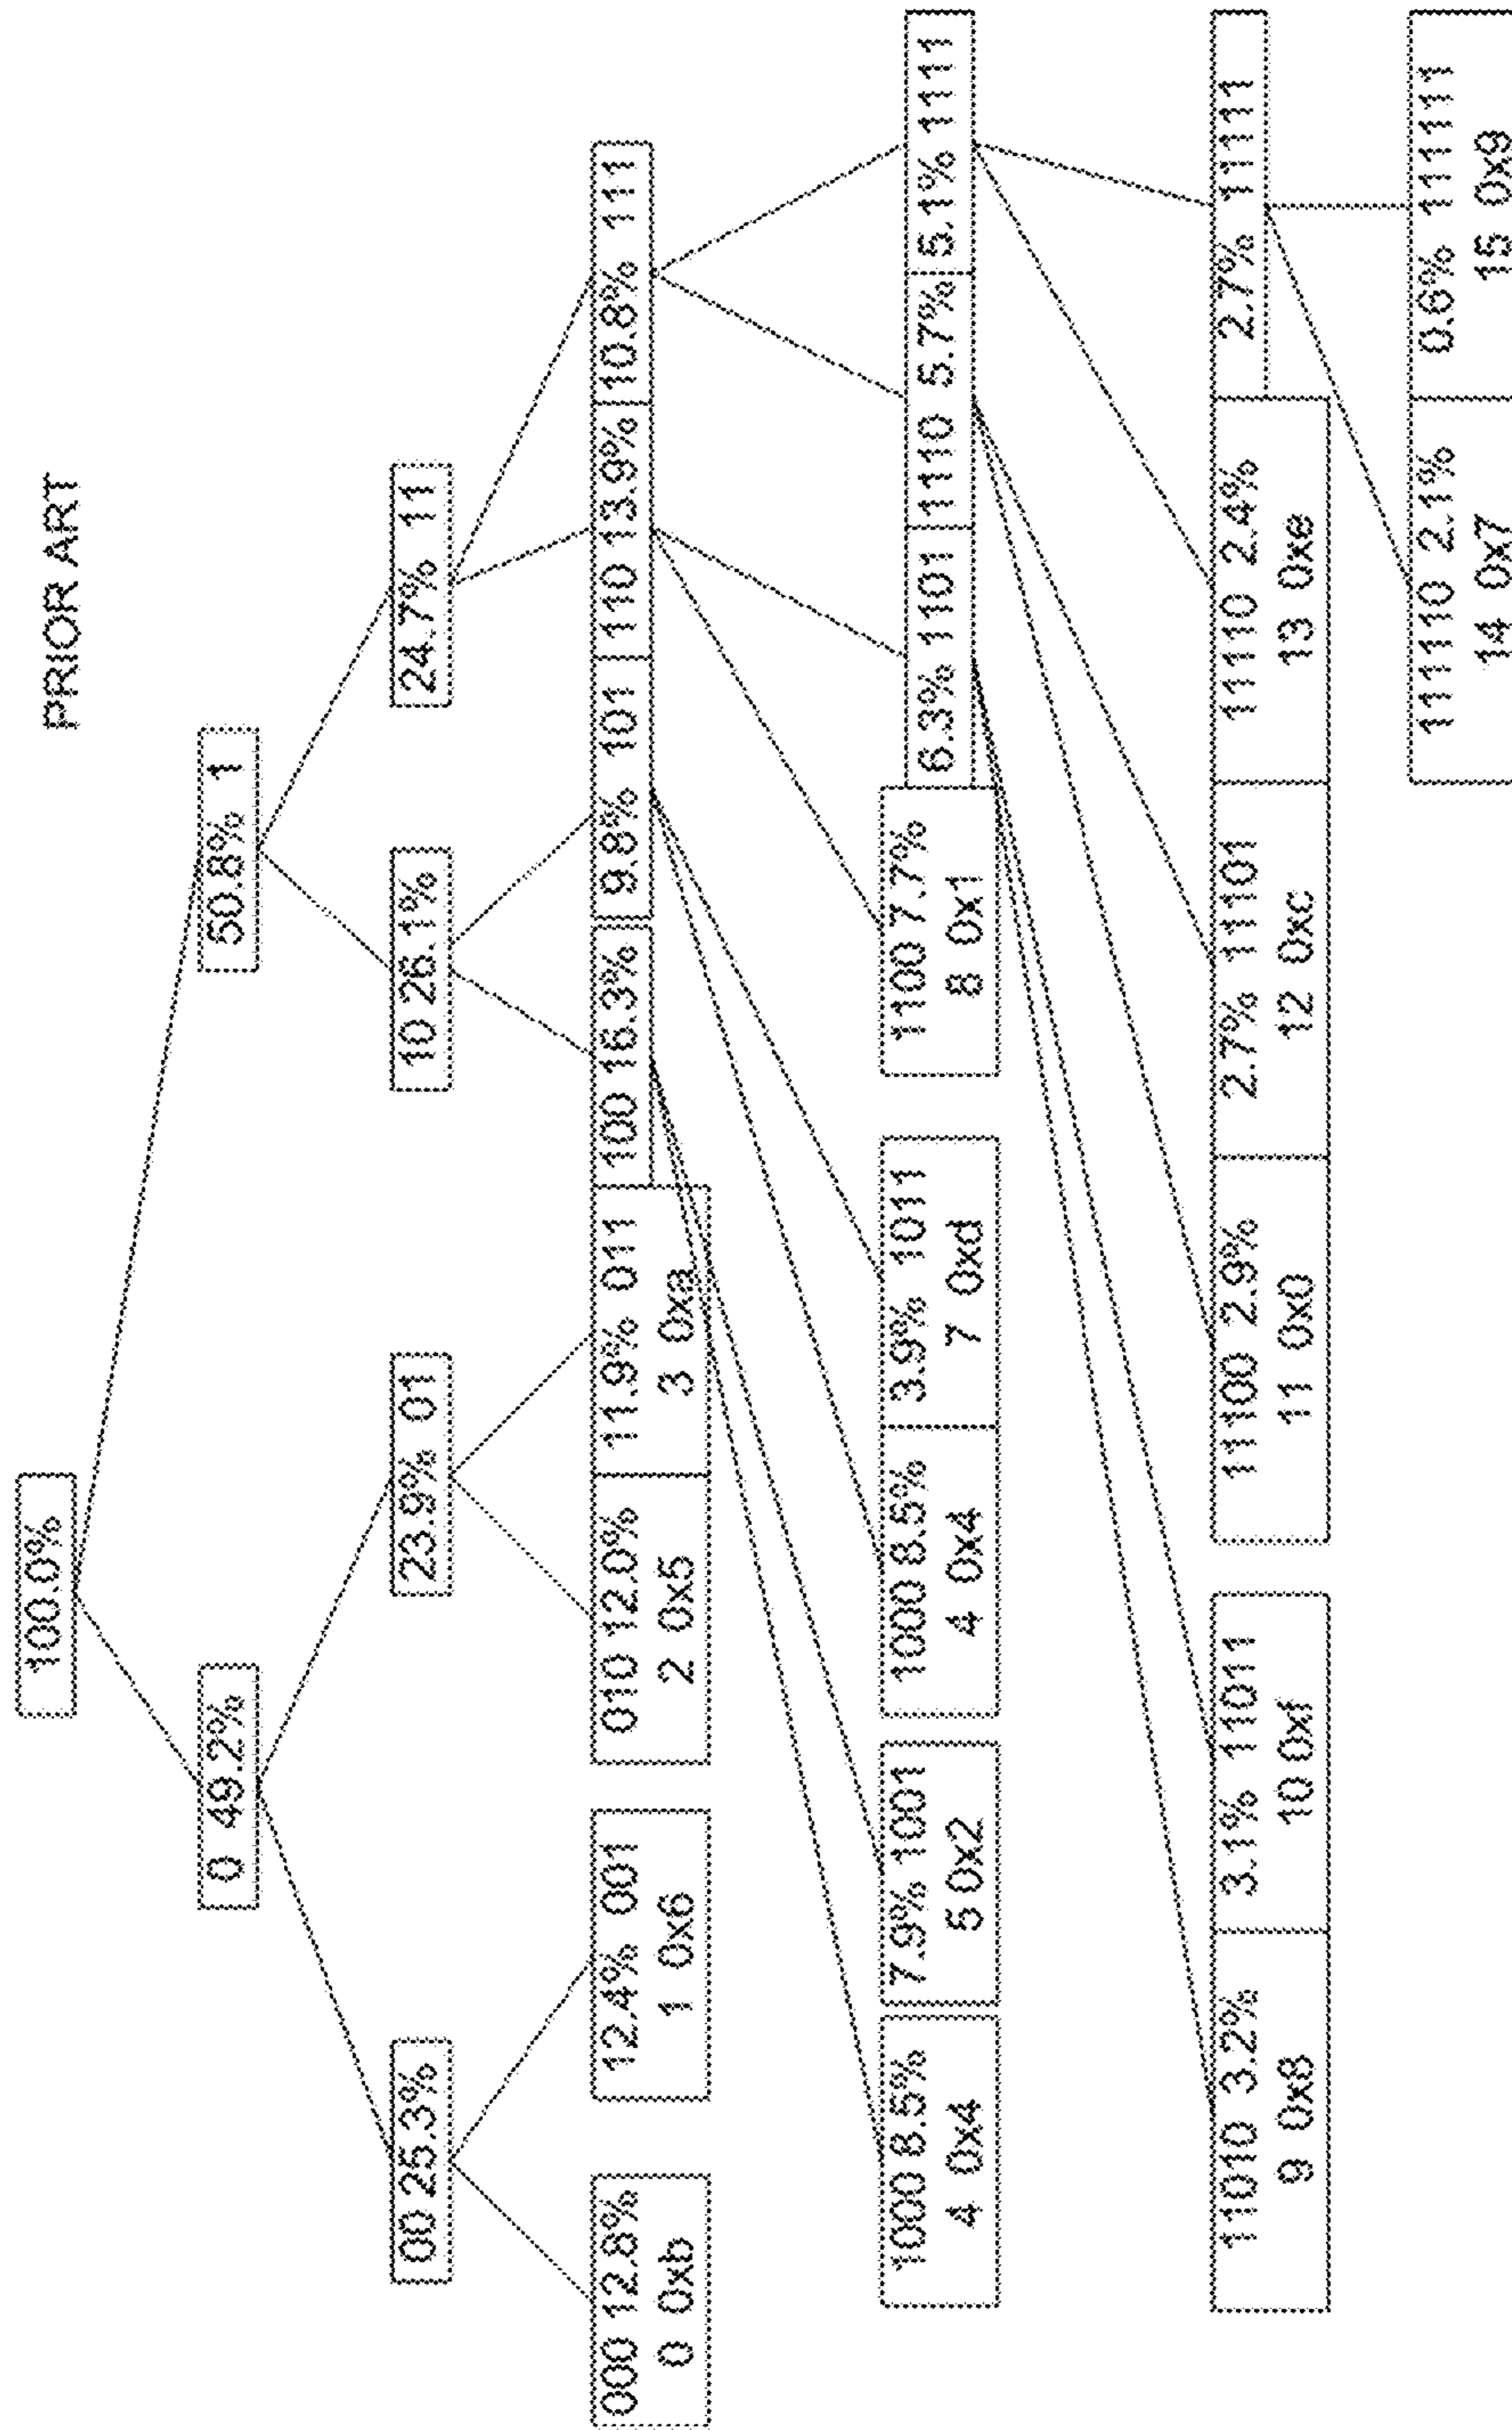 PRIOR ART
100.0%
0 49.2%
50.8% 1
00 25.3%
23.9% 01
10 26.1%
24.7% 11
000 12.8%
0 0xb
12.4% 001
1 0x6
010 12.0%
2 0x5
11.9% 011
3 0xa
100 16.3%
9.8% 101
110 13.9%
10.8% 111
1000 8.5%
4 0x4
7.9% 1001
5 0x2
1000 8.5%
4 0x4
3.9% 1011
7 0xd
1100 7.7%
8 0x1
6.3% 1101
1110 5.7%
5.1% 1111
11010 3.2%
9 0x8
3.1% 11011
10 0xf
11100 2.9%
11 0x0
2.7% 11101
12 0xc
11110 2.4%
13 0xe
2.7% 11111
111110 2.1%
14 0x7
0.6% 111111
15 0x9